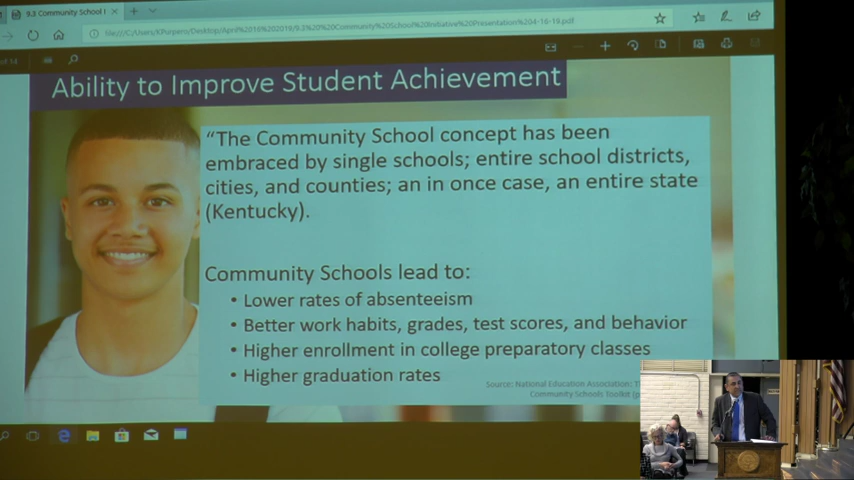 9.3 Community School I
file:///C:/Users/KPurpero/Desktop/April%2016%202019/9.3%20%20Community%20School%20Initiative%20Presentation%204-16-19.pdf
of 14
Ability to Improve Student Achievement
“The Community School concept has been
embraced by single schools; entire school districts,
cities, and counties; an in once case, an entire state
(Kentucky).
Community Schools lead to:
• Lower rates of absenteeism
• Better work habits, grades, test scores, and behavior
• Higher enrollment in college preparatory classes
• Higher graduation rates
Source: National Education Association:
Community Schools Toolkit